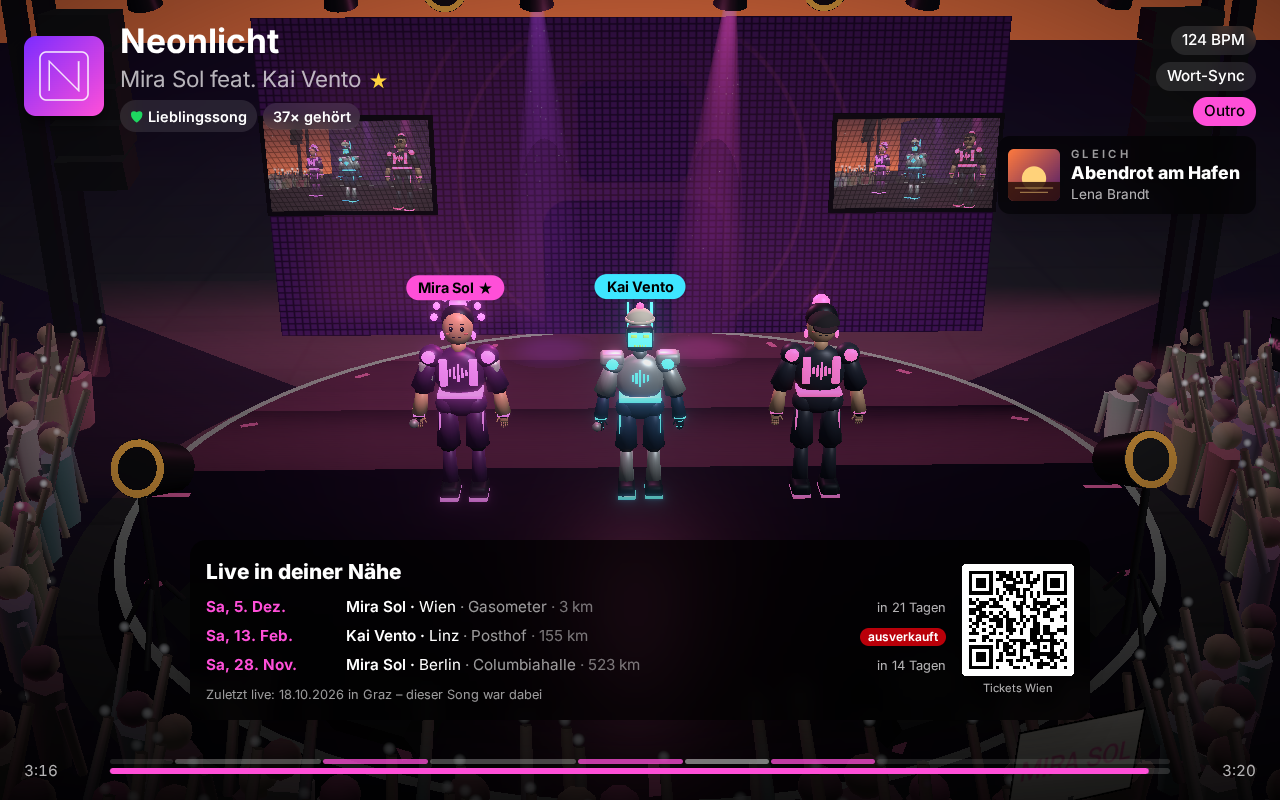 N
Neonlicht
Mira Sol feat. Kai Vento ★
Lieblingssong
37× gehört
124 BPM
Wort-Sync
Outro
GLEICH
Abendrot am Hafen
Lena Brandt
Mira Sol ★
Kai Vento
Live in deiner Nähe
Sa, 5. Dez. Mira Sol · Wien · Gasometer · 3 km in 21 Tagen
Sa, 13. Feb. Kai Vento · Linz · Posthof · 155 km ausverkauft
Sa, 28. Nov. Mira Sol · Berlin · Columbiahalle · 523 km in 14 Tagen
Zuletzt live: 18.10.2026 in Graz – dieser Song war dabei
Tickets Wien
MIRA SOL
3:16
3:20